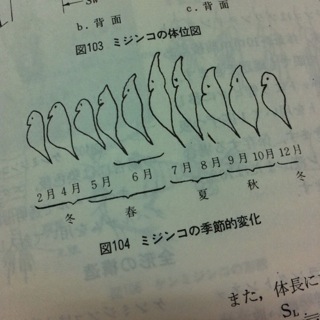 SW
b. 背面
c. 背面
図103 ミジンコの体位図
2月 4月 5月 6月 7月 8月 9月 10月 12月
冬 春 夏 秋 冬
図104 ミジンコの季節的変化
また，体長に
SL